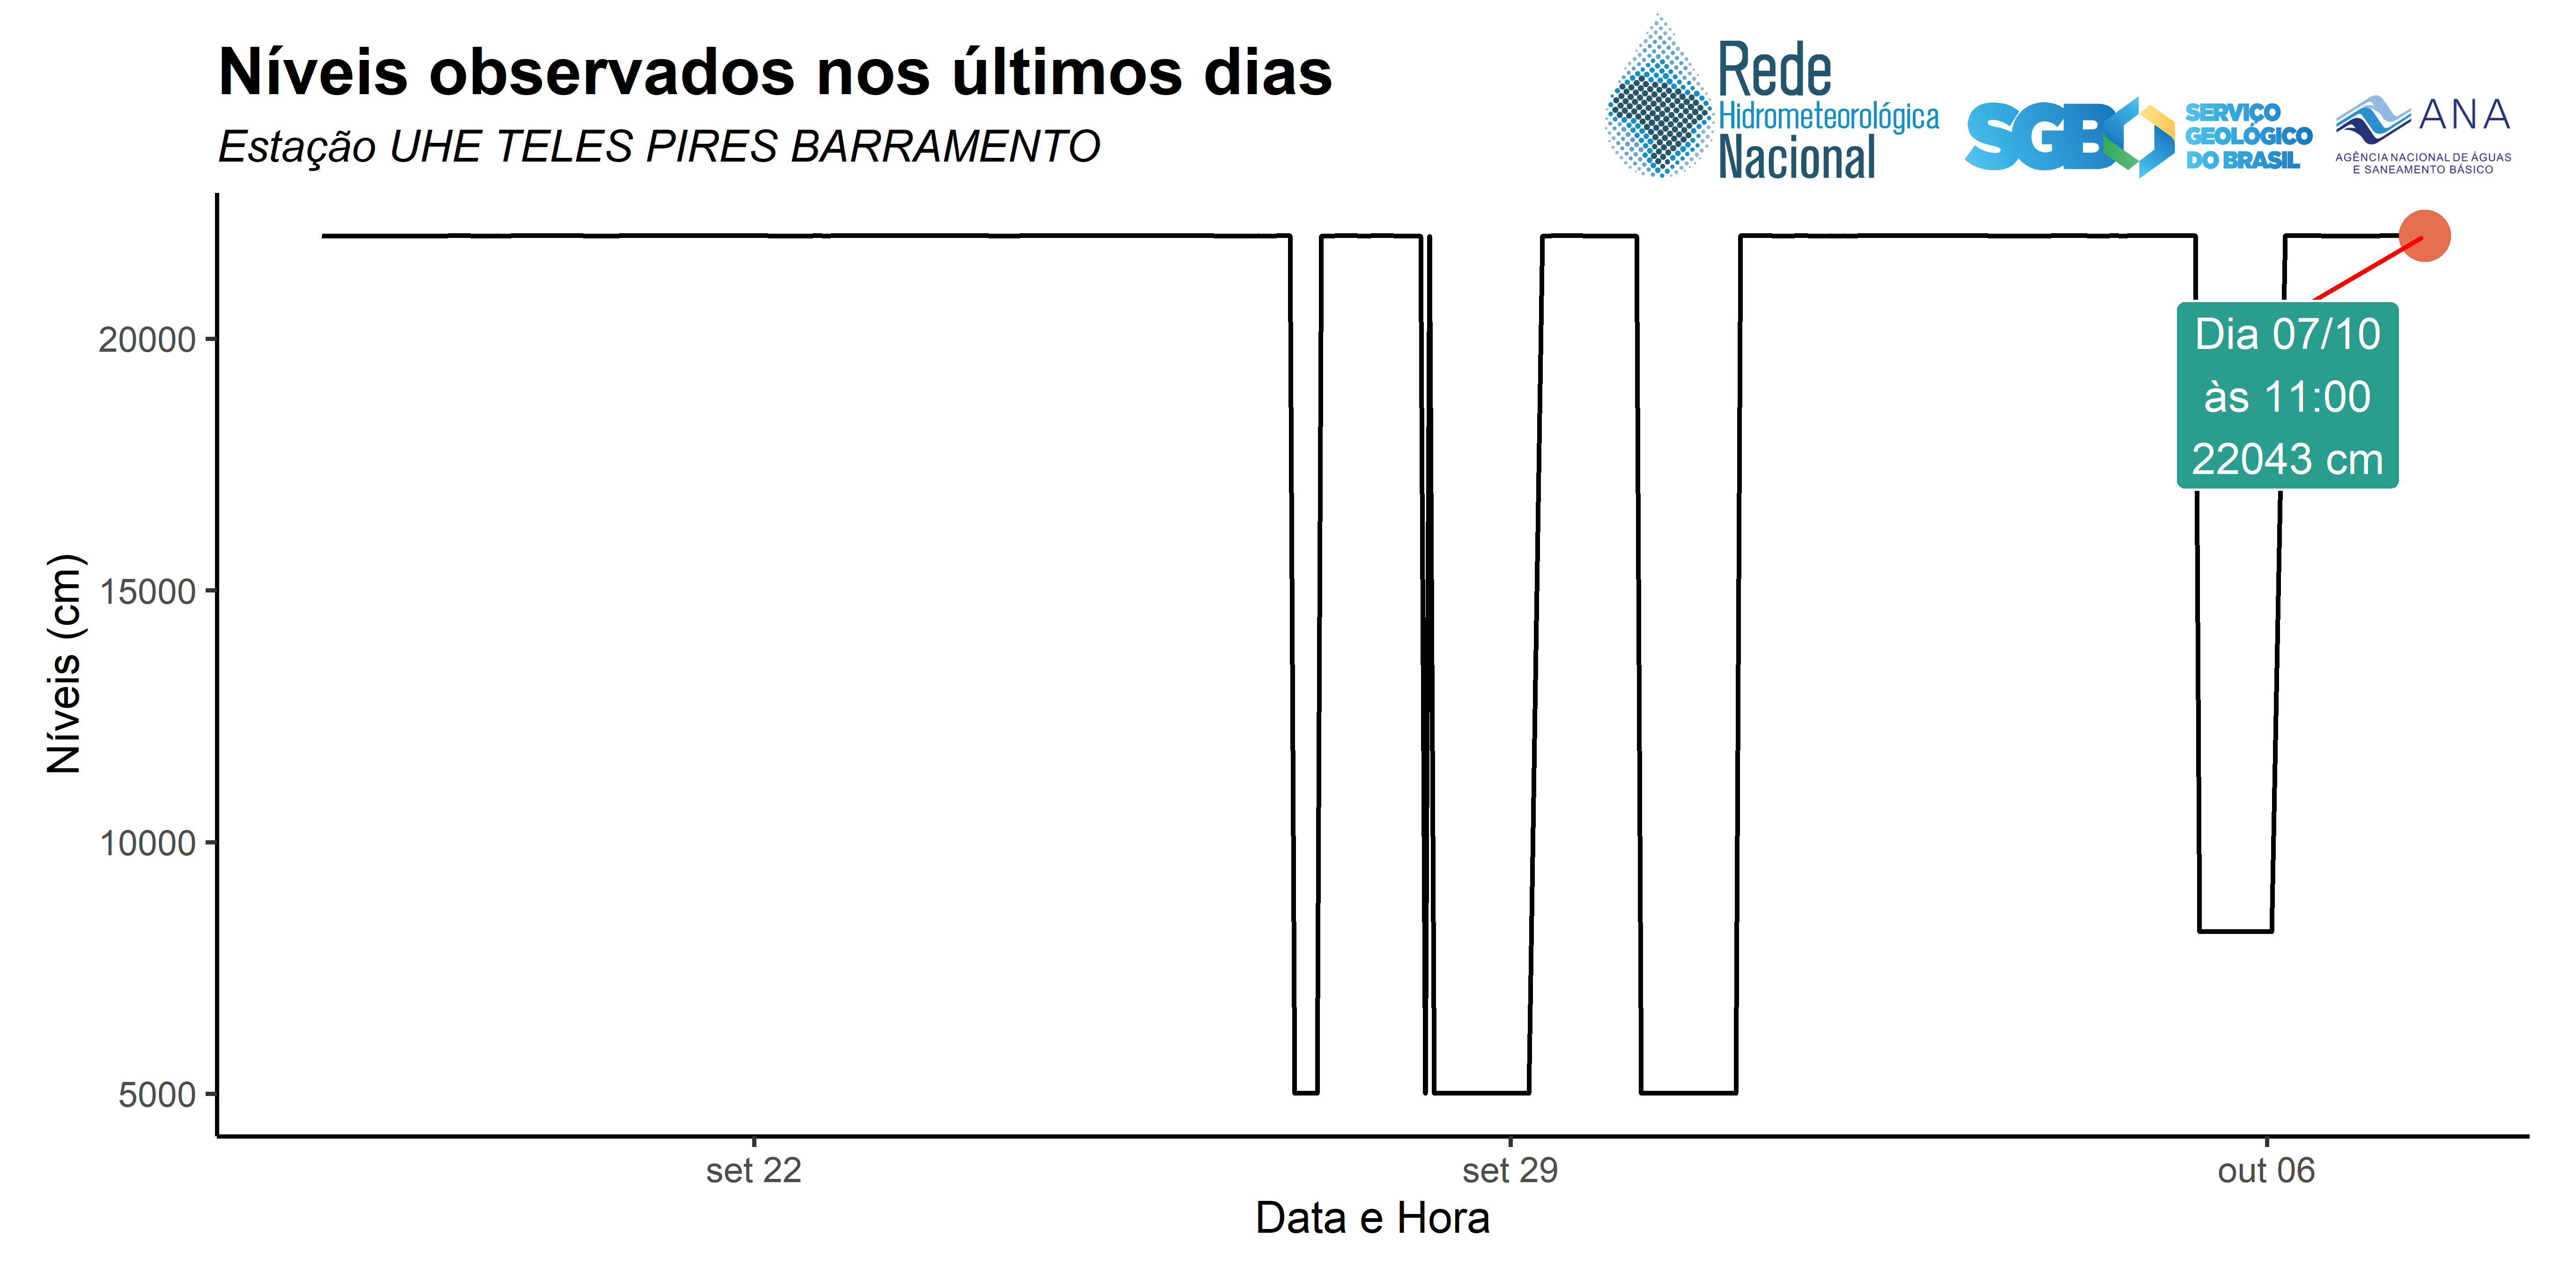 Níveis observados nos últimos dias
Estação UHE TELES PIRES BARRAMENTO
Rede
Hidrometeorológica
Nacional
SGB
SERVIÇO
GEOLÓGICO
DO BRASIL
ANA
AGÊNCIA NACIONAL DE ÁGUAS
E SANEAMENTO BÁSICO
Níveis (cm)
20000
15000
10000
5000
Dia 07/10
às 11:00
22043 cm
set 22
set 29
out 06
Data e Hora